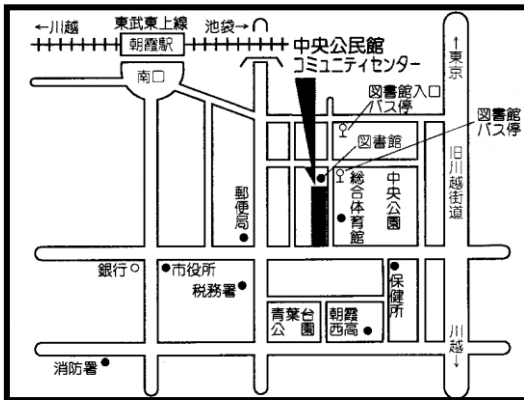 ←川越
東武東上線
池袋→
朝霞駅
南口
中央公民館
コミュニティセンター
↑東京
図書館入口
バス停
図書館
バス停
図書館
旧川越街道
総合体育館
中央公園
郵便局
銀行
市役所
税務署
保健所
青葉台
公園
朝霞
西高
川越↓
消防署